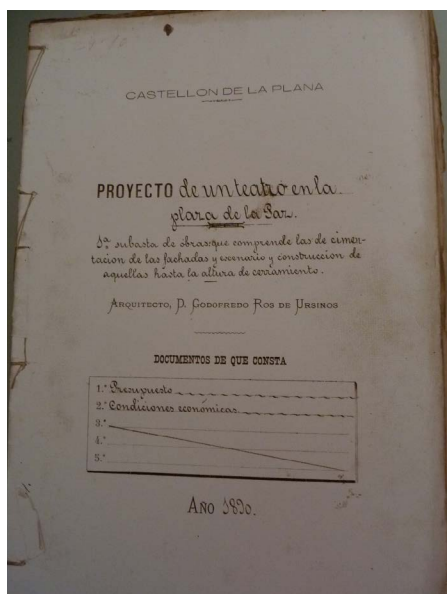 CASTELLON DE LA PLANA
PROYECTO de un teatro en la
plaza de la Paz.
1ª subasta de obras que comprende las de cimen-
tacion de las fachadas y escenario y construccion de
aquellas hasta la altura de cerramiento.
ARQUITECTO, D. GODOFREDO ROS DE URSINOS
DOCUMENTOS DE QUE CONSTA
1.º Presupuesto
2.º Condiciones económicas
3.º
4.º
5.º
AÑO 1890.